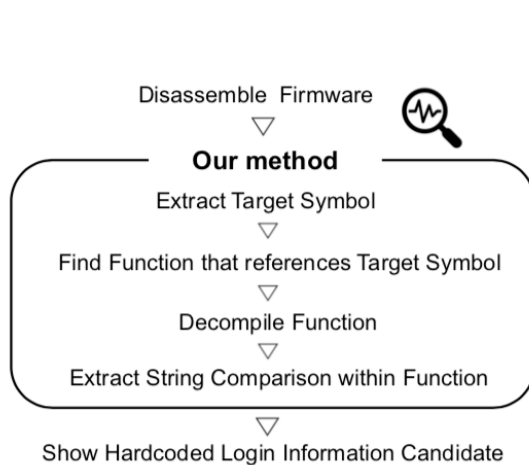 Disassemble Firmware
Our method
Extract Target Symbol
Find Function that references Target Symbol
Decompile Function
Extract String Comparison within Function
Show Hardcoded Login Information Candidate